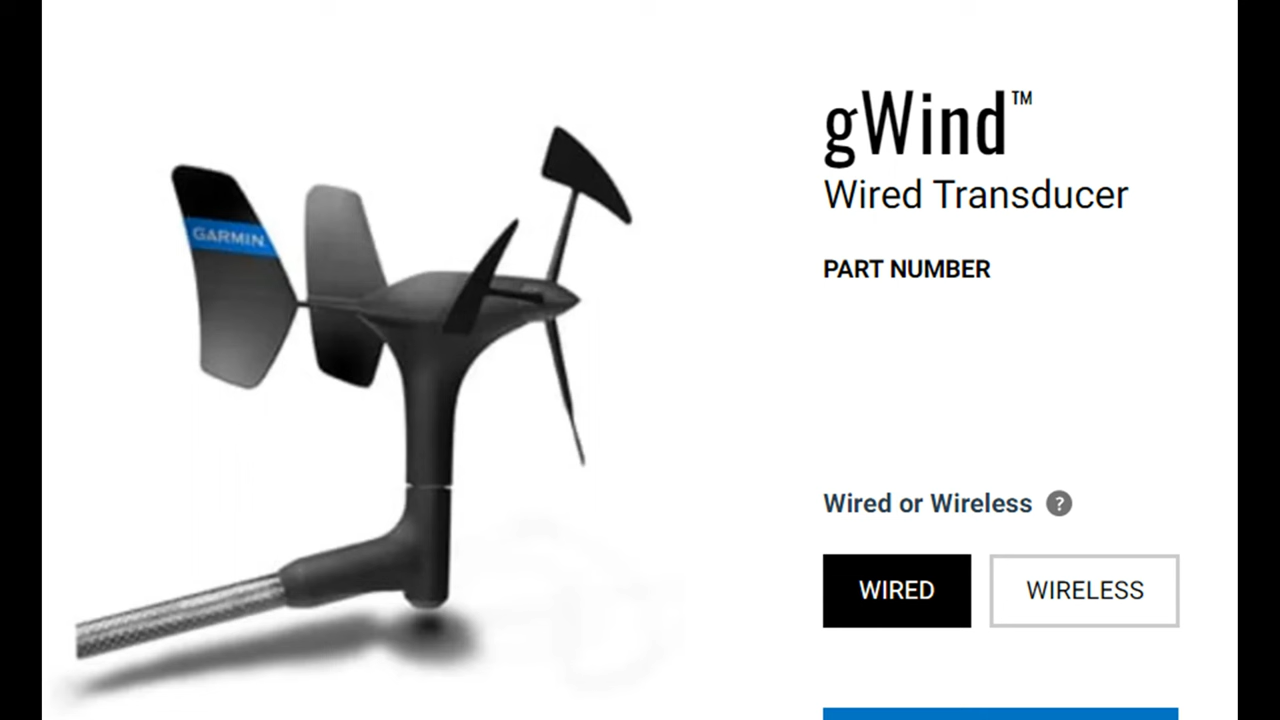 GARMIN
gWind™
Wired Transducer
PART NUMBER
Wired or Wireless ?
WIRED
WIRELESS